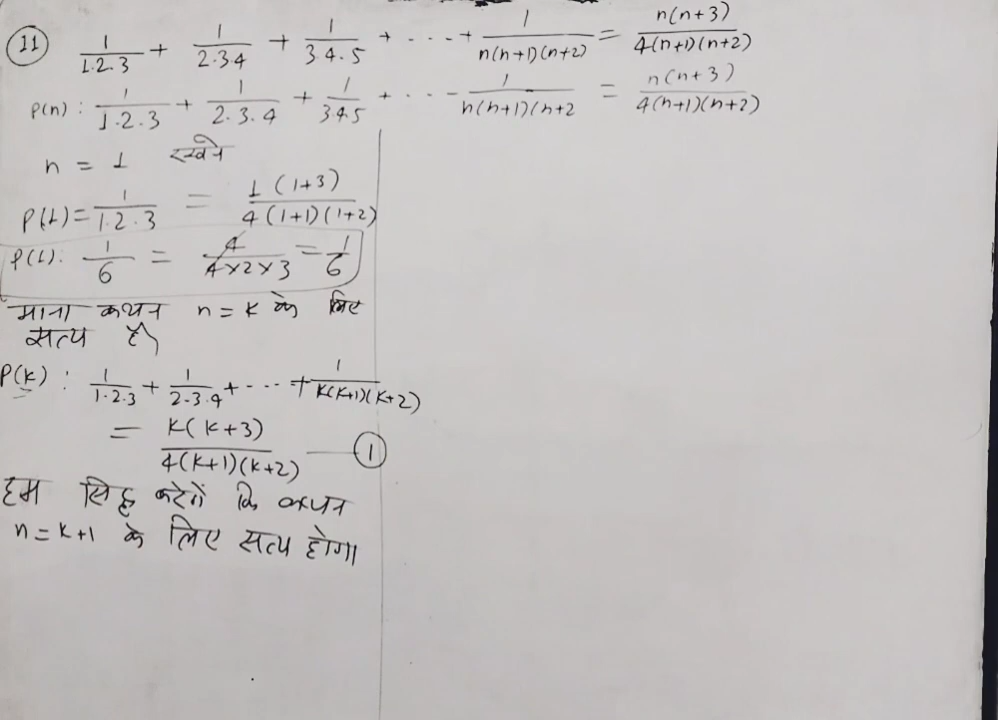 (11) 1/1.2.3 + 1/2.3.4 + 1/3.4.5 + ... + 1/n(n+1)(n+2) = n(n+3)/4(n+1)(n+2)
P(n) : 1/1.2.3 + 1/2.3.4 + 1/3.4.5 + ... 1/n(n+1)(n+2 = n(n+3)/4(n+1)(n+2)
n = 1 रखने
P(1) = 1/1.2.3 = 1(1+3)/4(1+1)(1+2)
P(1): 1/6 = 4/4×2×3 = 1/6
माना कथन n = k के लिए
सत्य है
P(k) : 1/1.2.3 + 1/2.3.4 + ... + 1/k(k+1)(k+2)
= k(k+3)/4(k+1)(k+2) — (1)
हम सिद्ध करेगें कि कथन
n = k+1 के लिए सत्य होगा